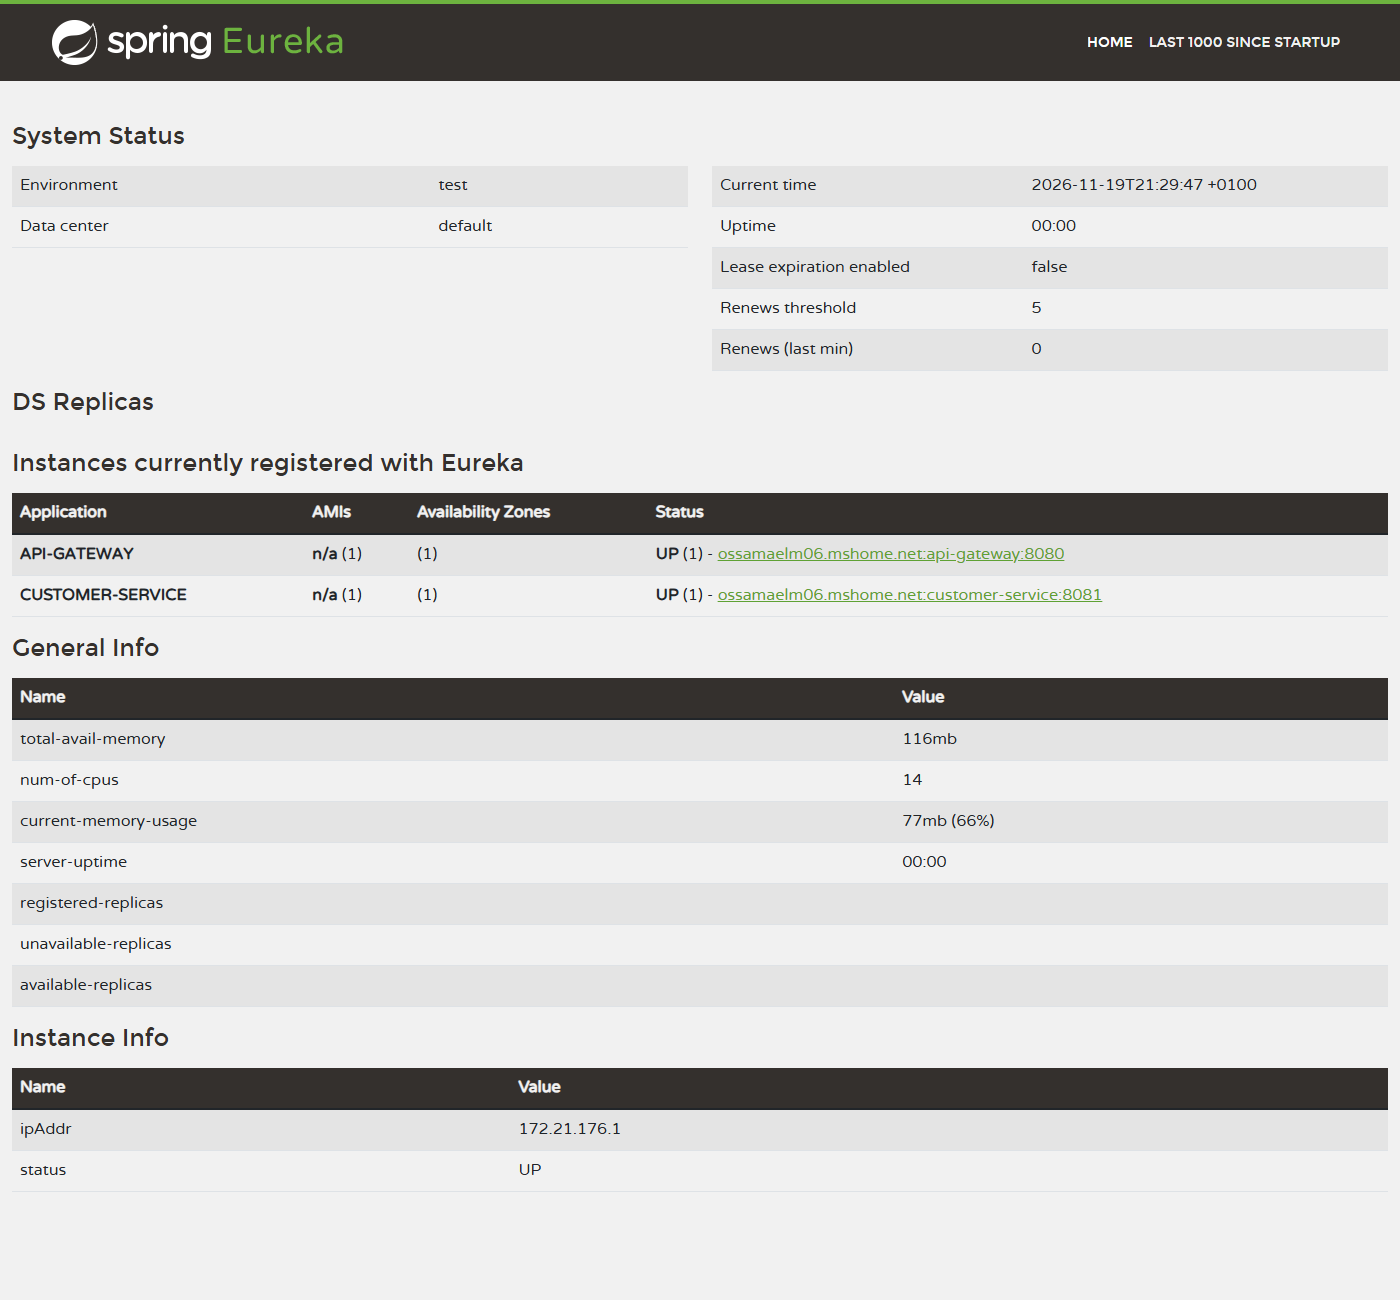 spring Eureka
HOME LAST 1000 SINCE STARTUP
System Status
Environment test
Data center default
Current time 2026-11-19T21:29:47 +0100
Uptime 00:00
Lease expiration enabled false
Renews threshold 5
Renews (last min) 0
DS Replicas
Instances currently registered with Eureka
Application AMIs Availability Zones Status
API-GATEWAY n/a (1) (1) UP (1) - ossamaelm06.mshome.net:api-gateway:8080
CUSTOMER-SERVICE n/a (1) (1) UP (1) - ossamaelm06.mshome.net:customer-service:8081
General Info
Name Value
total-avail-memory 116mb
num-of-cpus 14
current-memory-usage 77mb (66%)
server-uptime 00:00
registered-replicas
unavailable-replicas
available-replicas
Instance Info
Name Value
ipAddr 172.21.176.1
status UP